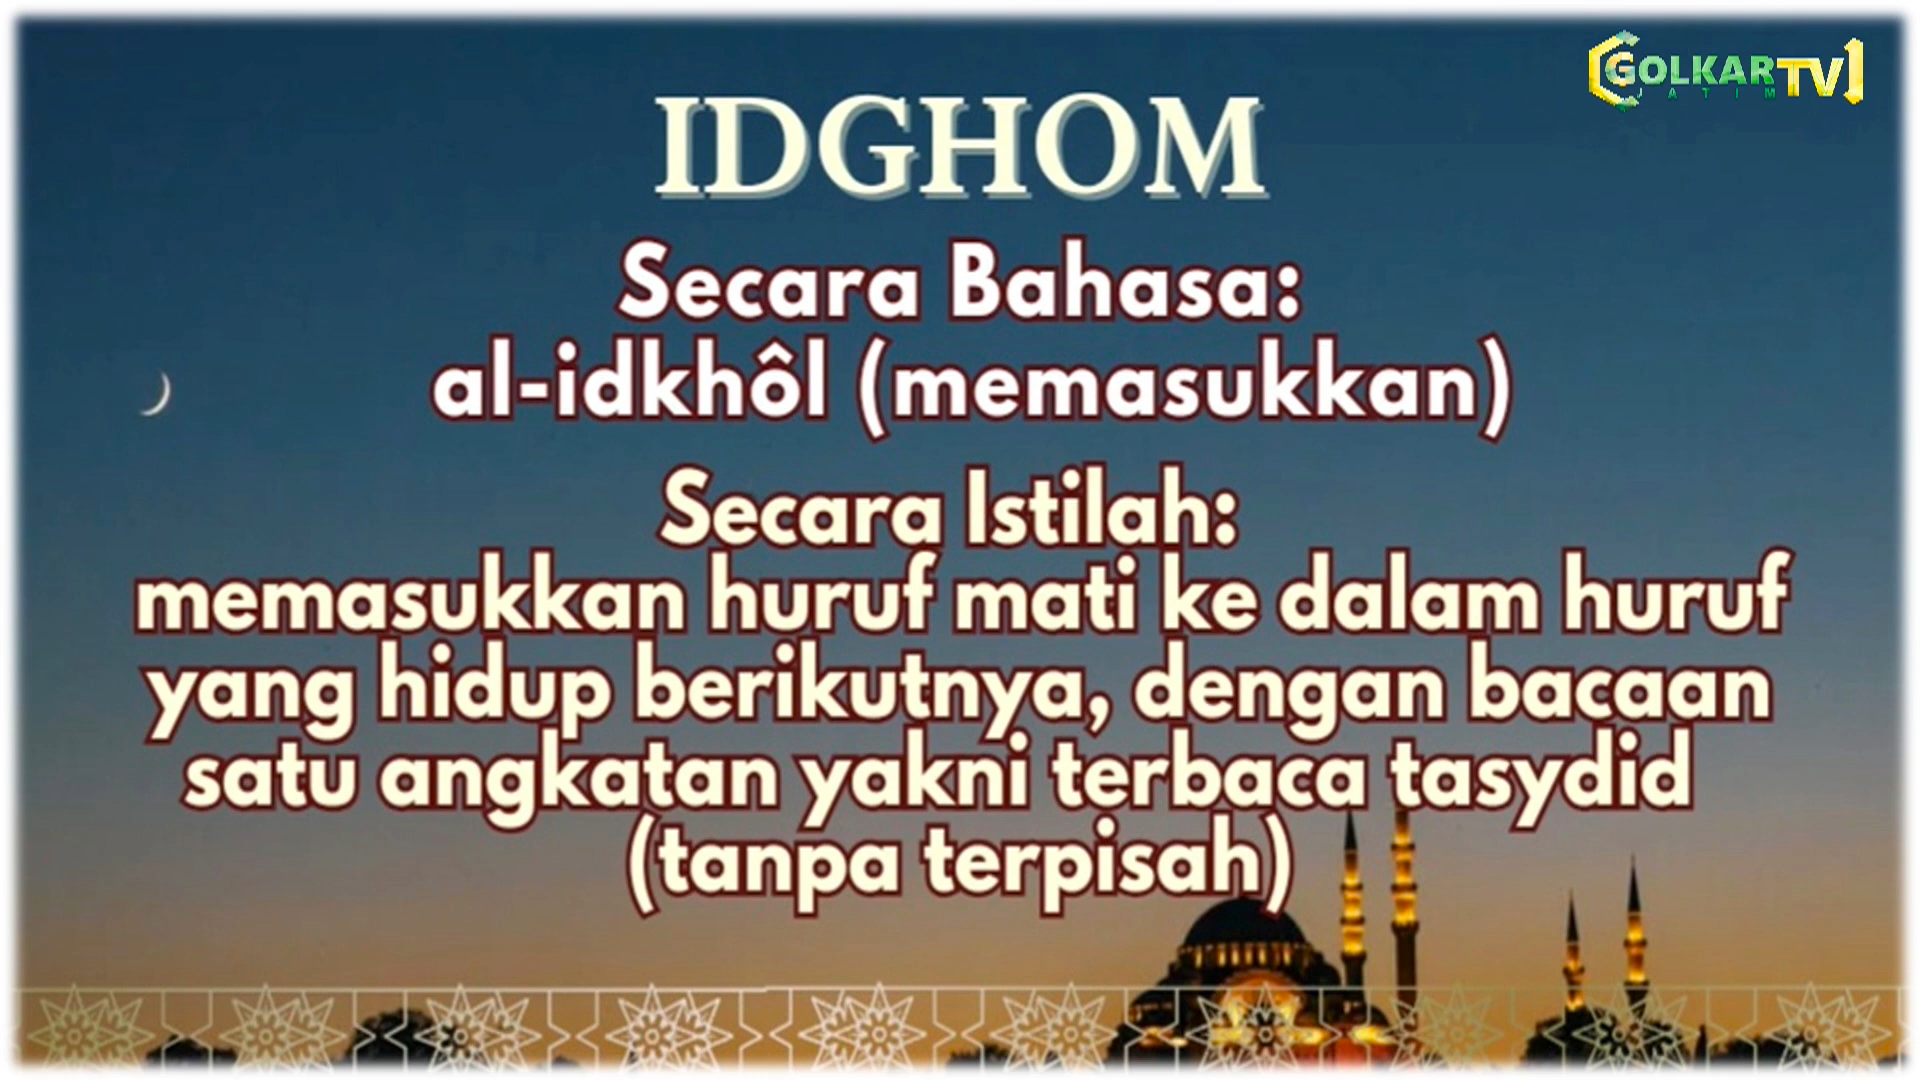 GOLKAR TV
JATIM
IDGHOM
Secara Bahasa:
al-idkhôl (memasukkan)
Secara Istilah:
memasukkan huruf mati ke dalam huruf
yang hidup berikutnya, dengan bacaan
satu angkatan yakni terbaca tasydid
(tanpa terpisah)